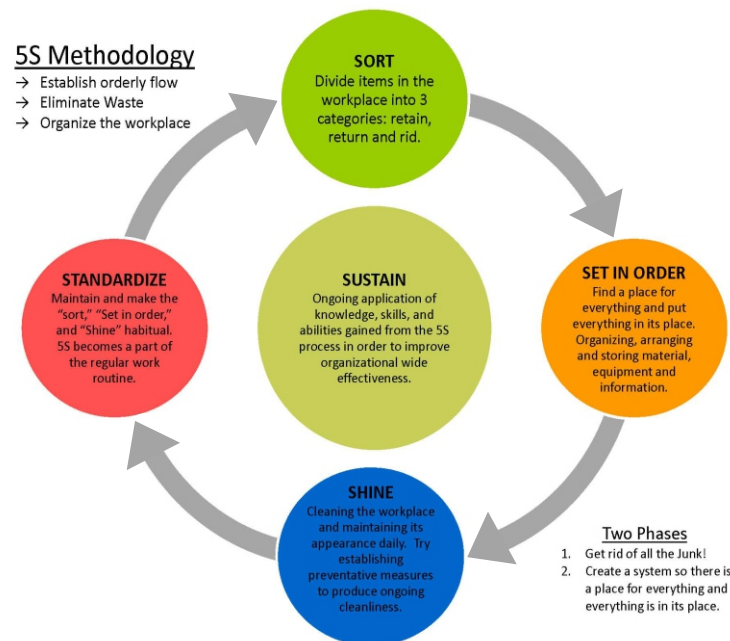 5S Methodology
→ Establish orderly flow
→ Eliminate Waste
→ Organize the workplace
SORT
Divide items in the
workplace into 3
categories: retain,
return and rid.
SET IN ORDER
Find a place for
everything and put
everything in its place.
Organizing, arranging
and storing material,
equipment and
information.
SHINE
Cleaning the workplace
and maintaining its
appearance daily. Try
establishing
preventative measures
to produce ongoing
cleanliness.
STANDARDIZE
Maintain and make the
“sort,” “Set in order,”
and “Shine” habitual.
5S becomes a part of
the regular work
routine.
SUSTAIN
Ongoing application of
knowledge, skills, and
abilities gained from the 5S
process in order to improve
organizational wide
effectiveness.
Two Phases
1. Get rid of all the Junk!
2. Create a system so there is
a place for everything and
everything is in its place.